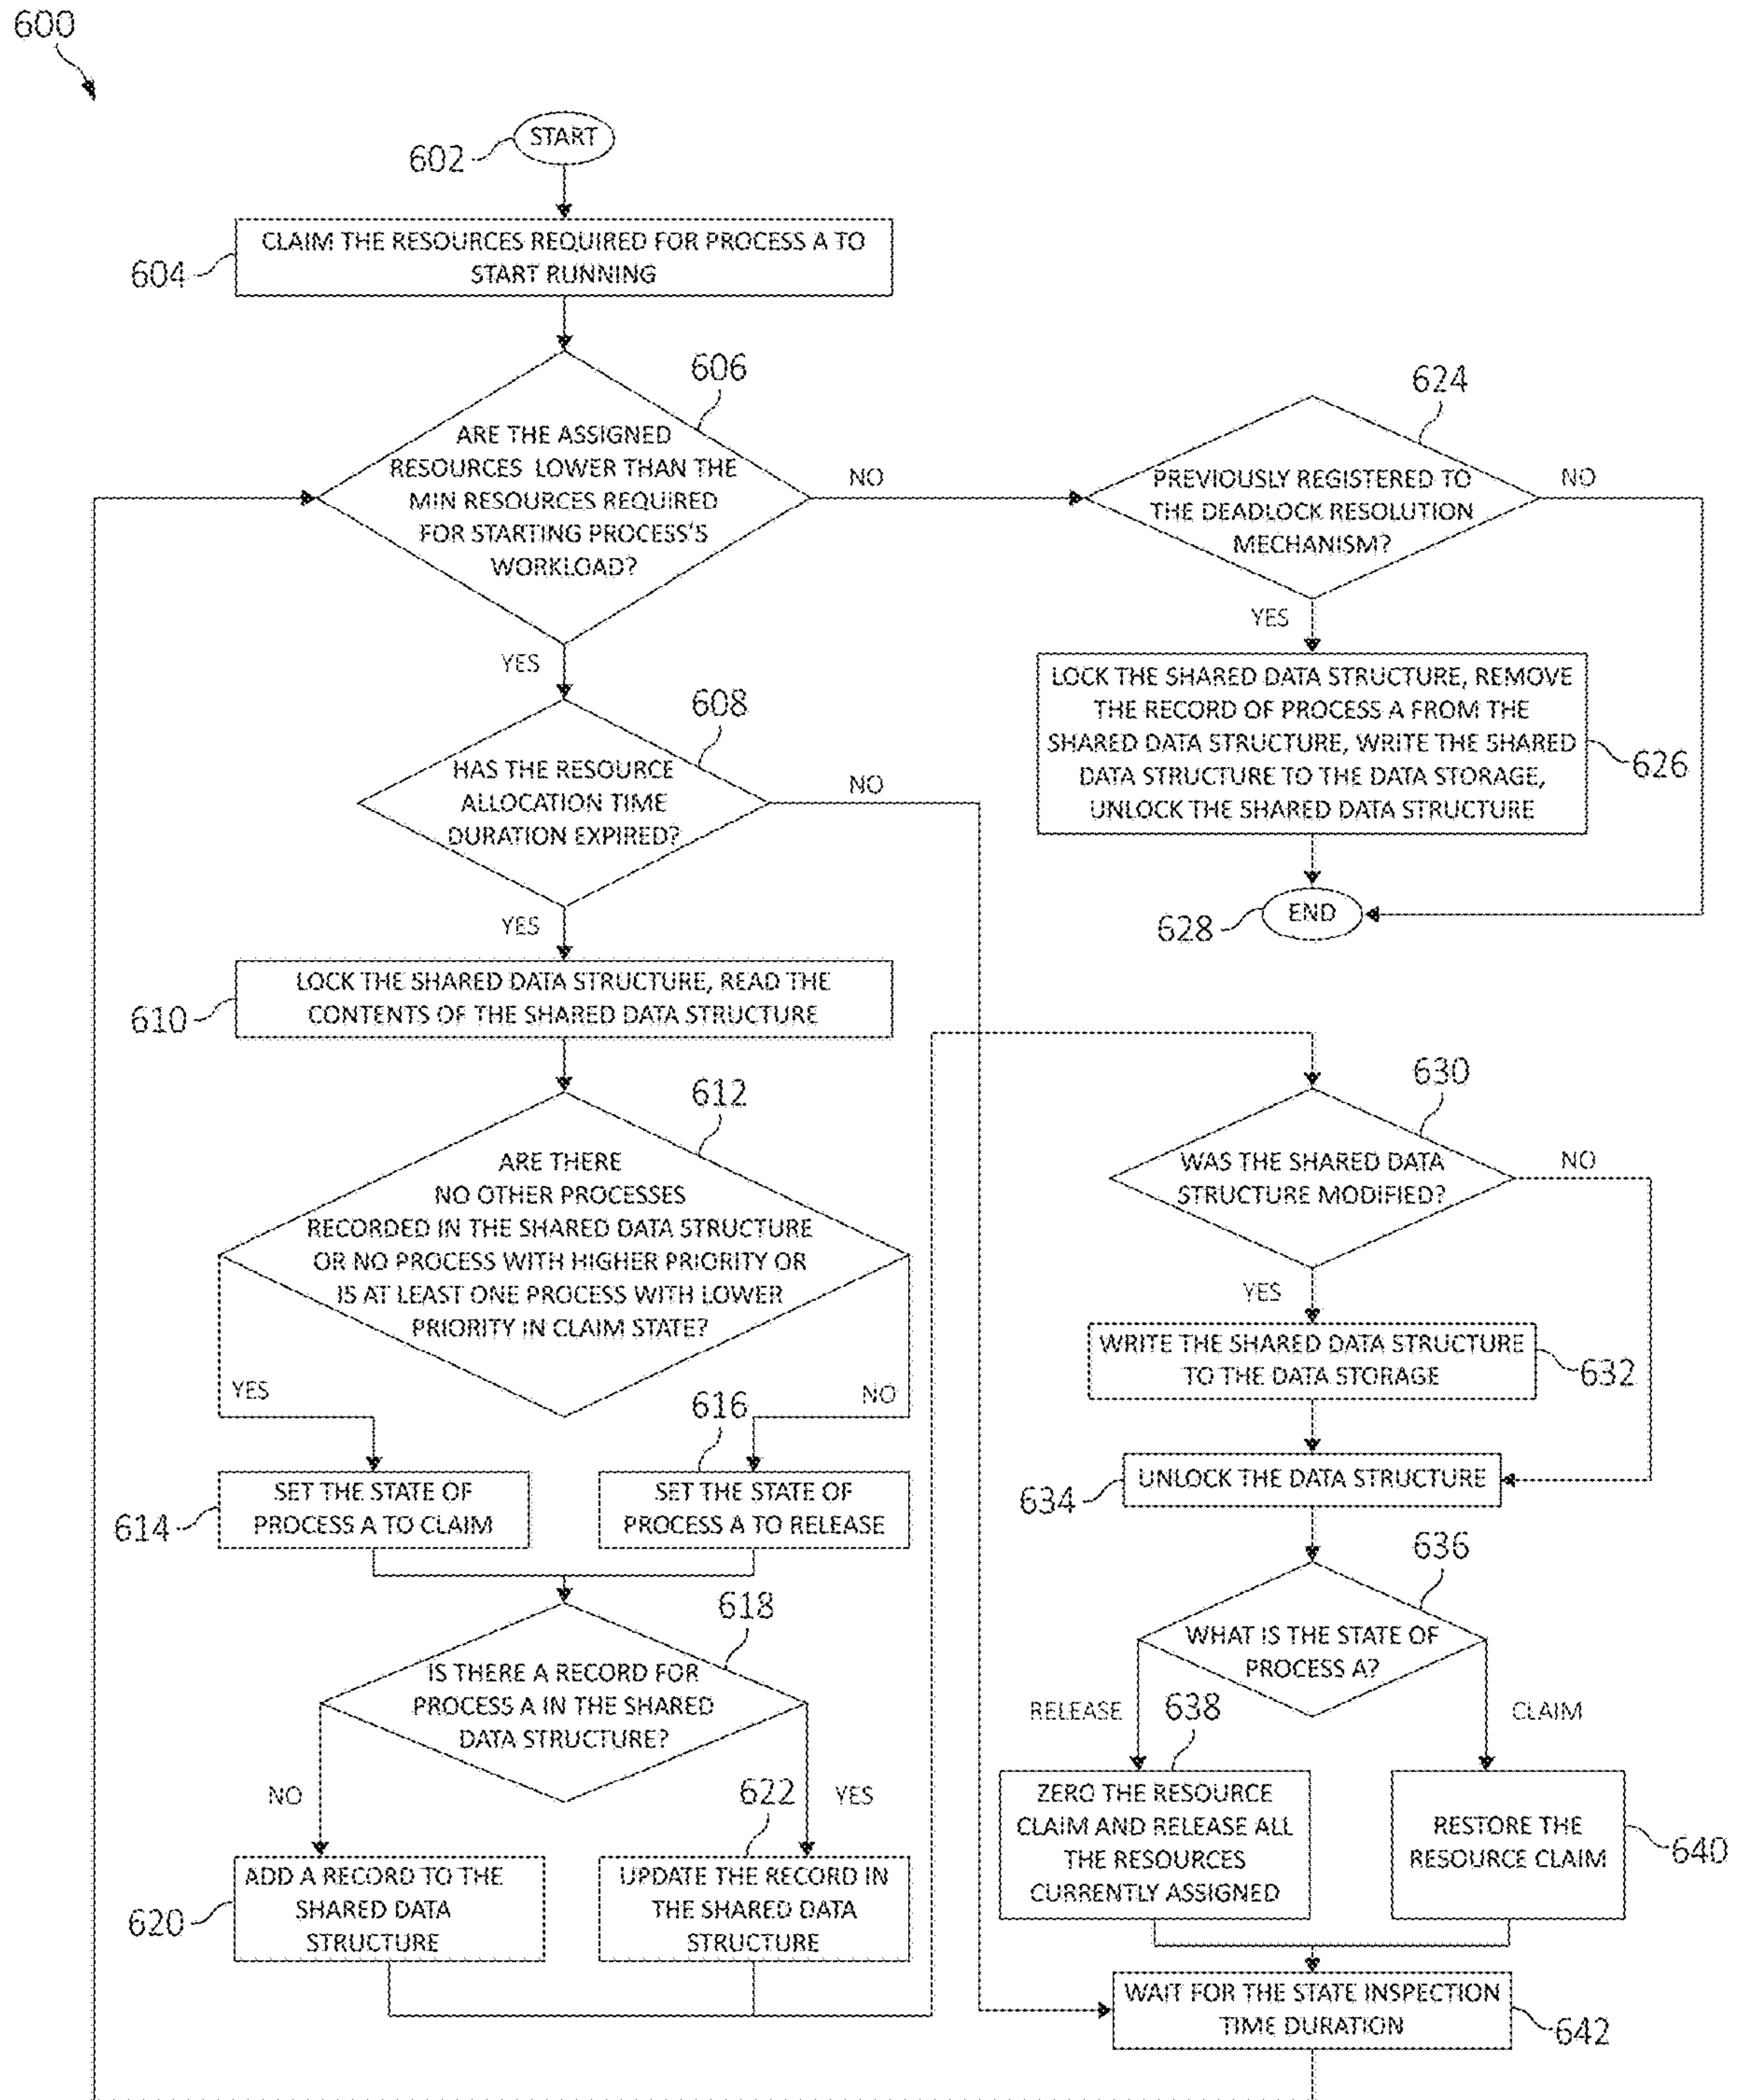 600
START
602
CLAIM THE RESOURCES REQUIRED FOR PROCESS A TO
START RUNNING
604
606
ARE THE ASSIGNED
RESOURCES LOWER THAN THE
MIN RESOURCES REQUIRED
FOR STARTING PROCESS'S
WORKLOAD?
NO
YES
624
PREVIOUSLY REGISTERED TO
THE DEADLOCK RESOLUTION
MECHANISM?
NO
YES
LOCK THE SHARED DATA STRUCTURE, REMOVE
THE RECORD OF PROCESS A FROM THE
SHARED DATA STRUCTURE, WRITE THE SHARED
DATA STRUCTURE TO THE DATA STORAGE,
UNLOCK THE SHARED DATA STRUCTURE
626
END
628
608
HAS THE RESOURCE
ALLOCATION TIME
DURATION EXPIRED?
NO
YES
LOCK THE SHARED DATA STRUCTURE, READ THE
CONTENTS OF THE SHARED DATA STRUCTURE
610
612
ARE THERE
NO OTHER PROCESSES
RECORDED IN THE SHARED DATA STRUCTURE
OR NO PROCESS WITH HIGHER PRIORITY OR
IS AT LEAST ONE PROCESS WITH LOWER
PRIORITY IN CLAIM STATE?
YES
NO
616
SET THE STATE OF
PROCESS A TO CLAIM
614
SET THE STATE OF
PROCESS A TO RELEASE
618
IS THERE A RECORD FOR
PROCESS A IN THE SHARED
DATA STRUCTURE?
NO
YES
622
ADD A RECORD TO THE
SHARED DATA
STRUCTURE
620
UPDATE THE RECORD IN
THE SHARED DATA
STRUCTURE
630
WAS THE SHARED DATA
STRUCTURE MODIFIED?
NO
YES
WRITE THE SHARED DATA STRUCTURE
TO THE DATA STORAGE
632
UNLOCK THE DATA STRUCTURE
634
636
WHAT IS THE STATE OF
PROCESS A?
RELEASE
CLAIM
638
ZERO THE RESOURCE
CLAIM AND RELEASE ALL
THE RESOURCES
CURRENTLY ASSIGNED
RESTORE THE
RESOURCE CLAIM
640
WAIT FOR THE STATE INSPECTION
TIME DURATION
642